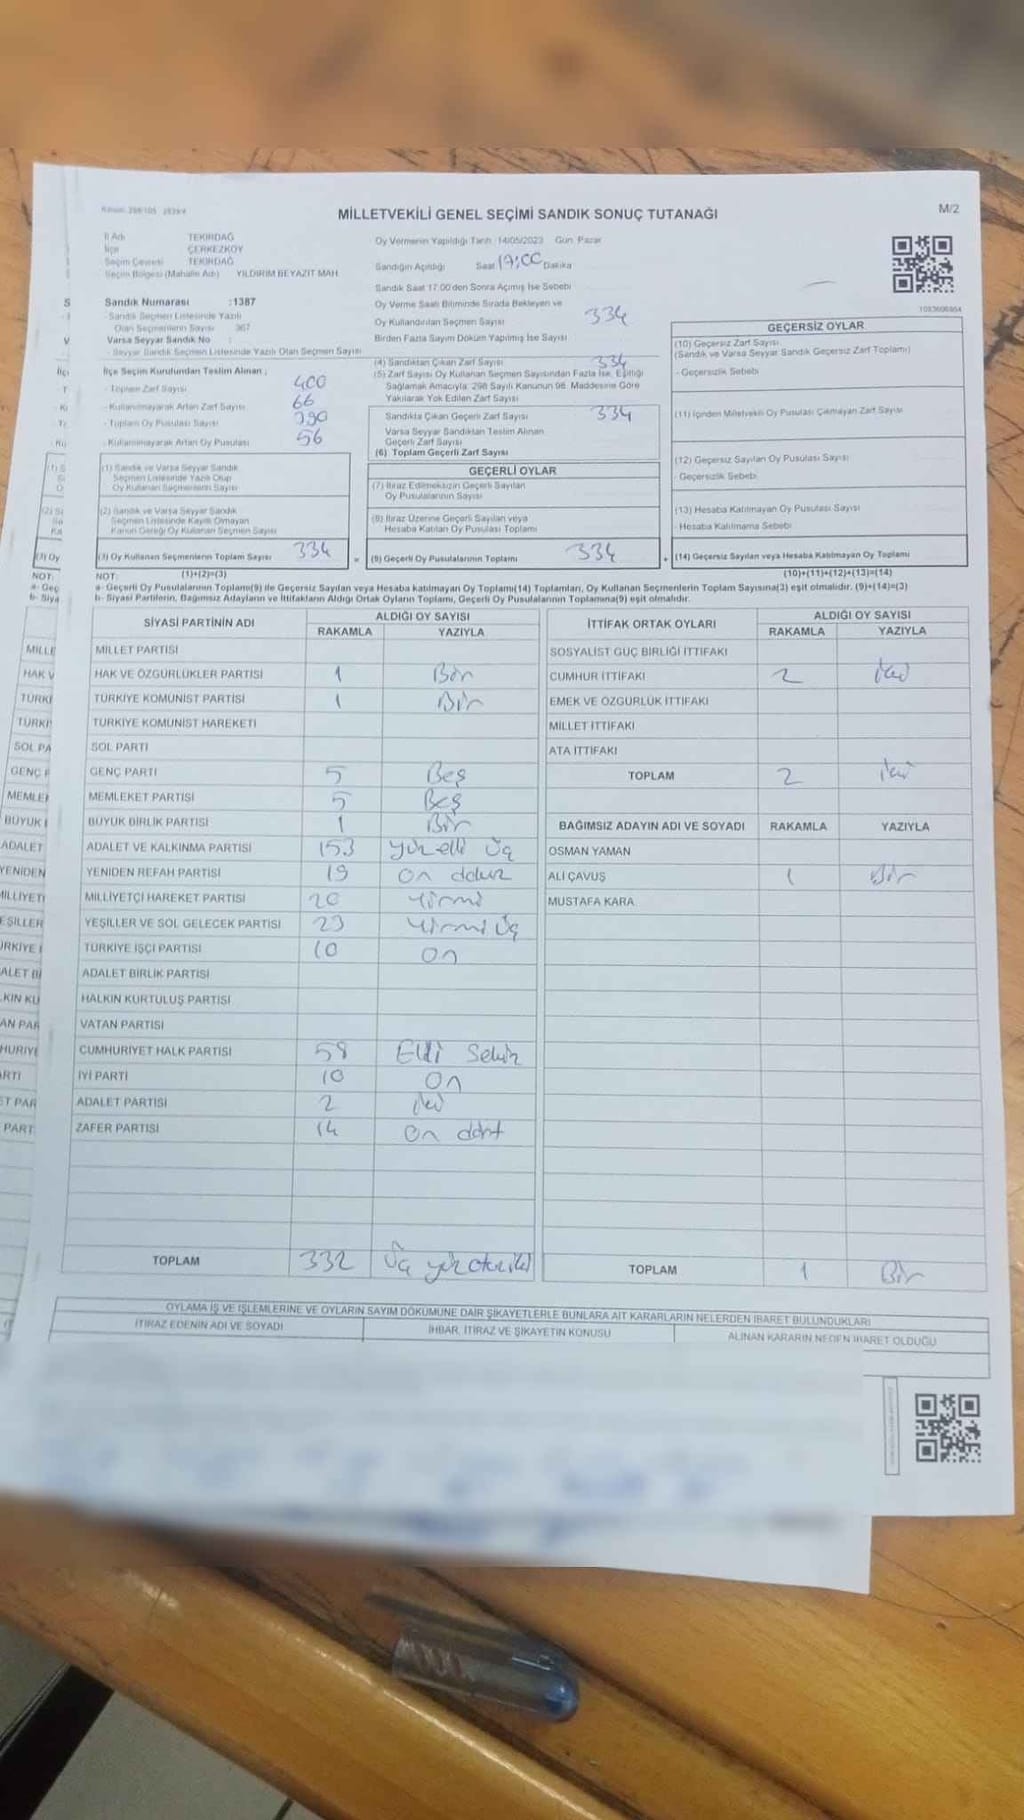 MİLLETVEKİLİ GENEL SEÇİMİ SANDIK SONUÇ TUTANAĞI
M/2
İl Adı TEKİRDAĞ
İlçe ÇERKEZKÖY
Seçim Çevresi TEKİRDAĞ
Seçim Bölgesi (Mahalle Adı) YILDIRIM BEYAZIT MAH.
Sandık Numarası :1387
- Sandık Seçmen Listesinde Yazılı
Olan Seçmenlerin Sayısı 367
Varsa Seyyar Sandık No :
- Seyyar Sandık Seçmen Listesinde Yazılı Olan Seçmen Sayısı
İlçe Seçim Kurulundan Teslim Alınan ;
- Toplam Zarf Sayısı 400
- Kullanılmayarak Artan Zarf Sayısı 66
- Toplam Oy Pusulası Sayısı 390
- Kullanılmayarak Artan Oy Pusulası 56
(1) Sandık ve Varsa Seyyar Sandık
Seçmen Listesinde Yazılı Olup
Oy Kullanan Seçmenlerin Sayısı
(2) Sandık ve Varsa Seyyar Sandık
Seçmen Listesinde Kayıtlı Olmayan
Kanun Gereği Oy Kullanan Seçmen Sayısı
(3) Oy Kullanan Seçmenlerin Toplam Sayısı 334
(1)+(2)=(3)
Oy Vermenin Yapıldığı Tarih 14/05/2023 Gün Pazar
Sandığın Açıldığı Saat 17:00 Dakika
Sandık Saat 17.00'den Sonra Açılmış İse Sebebi
Oy Verme Saati Bitiminde Sırada Bekleyen ve
Oy Kullandırılan Seçmen Sayısı 334
Birden Fazla Sayım Döküm Yapılmış İse Sayısı
(4) Sandıktan Çıkan Zarf Sayısı 334
(5) Zarf Sayısı Oy Kullanan Seçmen Sayısından Fazla İse, Eşitliği
Sağlamak Amacıyla; 298 Sayılı Kanunun 98. Maddesine Göre
Yakılarak Yok Edilen Zarf Sayısı
Sandıkta Çıkan Geçerli Zarf Sayısı 334
Varsa Seyyar Sandıktan Teslim Alınan
Geçerli Zarf Sayısı
(6) Toplam Geçerli Zarf Sayısı
GEÇERLİ OYLAR
(7) İtiraz Edilmeksizin Geçerli Sayılan
Oy Pusulalarının Sayısı
(8) İtiraz Üzerine Geçerli Sayılan veya
Hesaba Katılan Oy Pusulası Toplamı
(9) Geçerli Oy Pusulalarının Toplamı 334
GEÇERSİZ OYLAR
(10) Geçersiz Zarf Sayısı
(Sandık ve Varsa Seyyar Sandık Geçersiz Zarf Toplamı)
- Geçersizlik Sebebi
(11) İçinden Milletvekili Oy Pusulası Çıkmayan Zarf Sayısı
(12) Geçersiz Sayılan Oy Pusulası Sayısı
- Geçersizlik Sebebi
(13) Hesaba Katılmayan Oy Pusulası Sayısı
- Hesaba Katılmama Sebebi
(14) Geçersiz Sayılan veya Hesaba Katılmayan Oy Toplamı
(10)+(11)+(12)+(13)=(14)
NOT:
a- Geçerli Oy Pusulalarının Toplamı(9) ile Geçersiz Sayılan veya Hesaba katılmayan Oy Toplamı(14) Toplamları, Oy Kullanan Seçmenlerin Toplam Sayısına(3) eşit olmalıdır. (9)+(14)=(3)
b- Siyasi Partilerin, Bağımsız Adayların ve İttifakların Aldığı Ortak Oyların Toplamı, Geçerli Oy Pusulalarının Toplamına(9) eşit olmalıdır.
SİYASİ PARTİNİN ADI ALDIĞI OY SAYISI
RAKAMLA YAZIYLA
MİLLET PARTİSİ
HAK VE ÖZGÜRLÜKLER PARTİSİ 1 Bir
TÜRKİYE KOMÜNİST PARTİSİ 1 Bir
TÜRKİYE KOMÜNİST HAREKETİ
SOL PARTİ
GENÇ PARTİ 5 Beş
MEMLEKET PARTİSİ 5 Beş
BÜYÜK BİRLİK PARTİSİ 1 Bir
ADALET VE KALKINMA PARTİSİ 153 yüz elli üç
YENİDEN REFAH PARTİSİ 19 on dokuz
MİLLİYETÇİ HAREKET PARTİSİ 20 yirmi
YEŞİLLER VE SOL GELECEK PARTİSİ 23 yirmi üç
TÜRKİYE İŞÇİ PARTİSİ 10 on
ADALET BİRLİK PARTİSİ
HALKIN KURTULUŞ PARTİSİ
VATAN PARTİSİ
CUMHURİYET HALK PARTİSİ 58 Elli Sekiz
İYİ PARTİ 10 On
ADALET PARTİSİ 2 iki
ZAFER PARTİSİ 14 on dört
TOPLAM 332 Üç yüz otuz iki
İTTİFAK ORTAK OYLARI ALDIĞI OY SAYISI
RAKAMLA YAZIYLA
SOSYALİST GÜÇ BİRLİĞİ İTTİFAKI
CUMHUR İTTİFAKI 2 iki
EMEK VE ÖZGÜRLÜK İTTİFAKI
MİLLET İTTİFAKI
ATA İTTİFAKI
TOPLAM 2 iki
BAĞIMSIZ ADAYIN ADI VE SOYADI RAKAMLA YAZIYLA
OSMAN YAMAN
ALİ ÇAVUŞ 1 Bir
MUSTAFA KARA
TOPLAM 1 Bir
OYLAMA İŞ VE İŞLEMLERİNE VE OYLARIN SAYIM DÖKÜMÜNE DAİR ŞİKAYETLERLE BUNLARA AİT KARARLARIN NELERDEN İBARET BULUNDUKLARI
İTİRAZ EDENİN ADI VE SOYADI İHBAR, İTİRAZ VE ŞİKAYETİN KONUSU ALINAN KARARIN NEDEN İBARET OLDUĞU